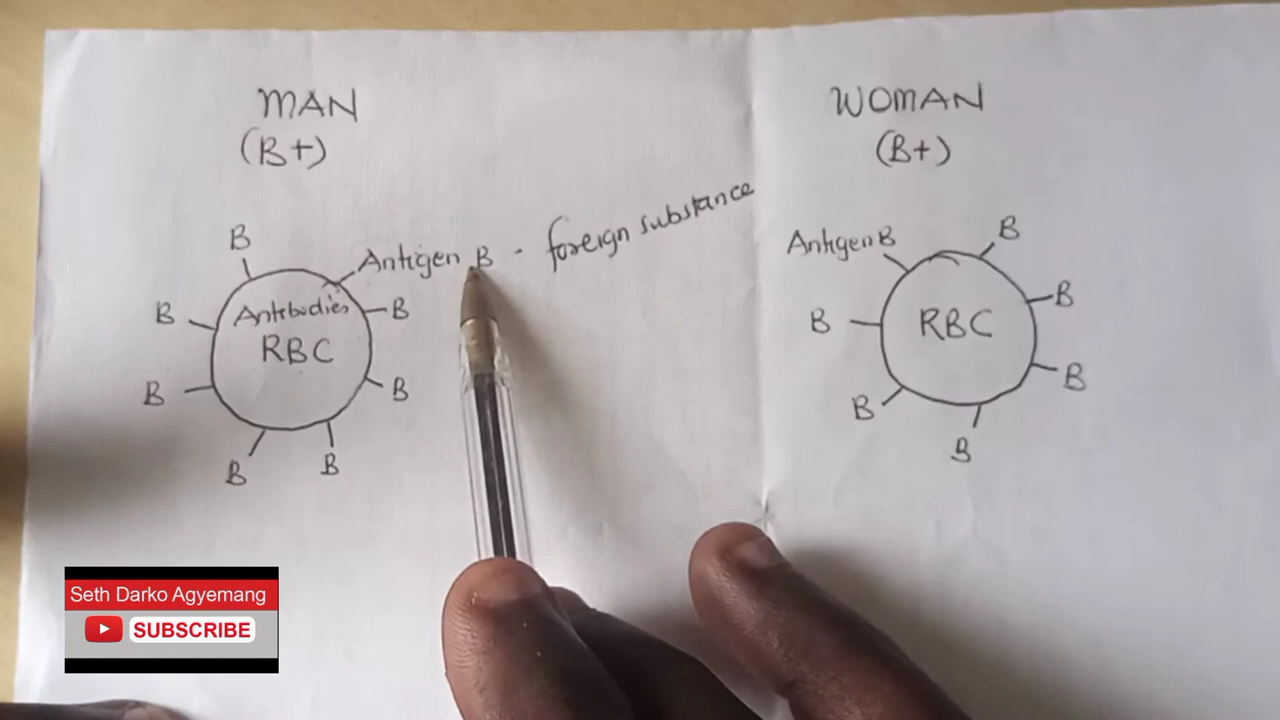 MAN
(B+)
B
Antigen B - foreign substance
B
Antibodies
B
RBC
B
B
B
B
WOMAN
(B+)
Antigen B
B
B
B
RBC
B
B
B
Seth Darko Agyemang
SUBSCRIBE